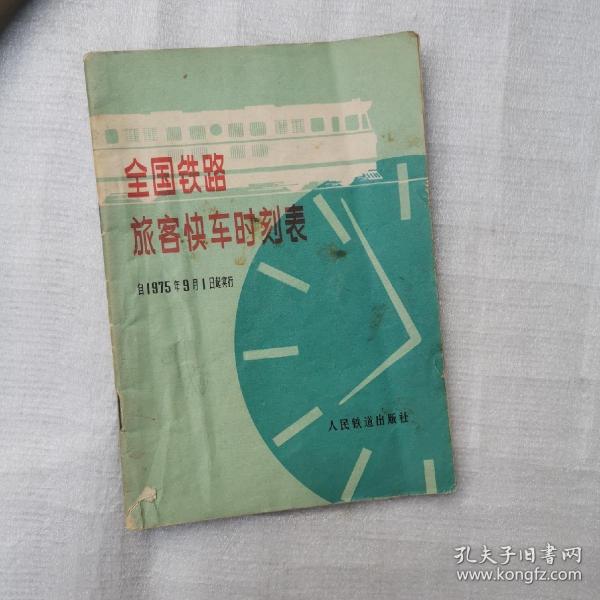 全国铁路
旅客快车时刻表
自1975年9月1日起实行
人民铁道出版社
孔夫子旧书网
www.kongfz.com